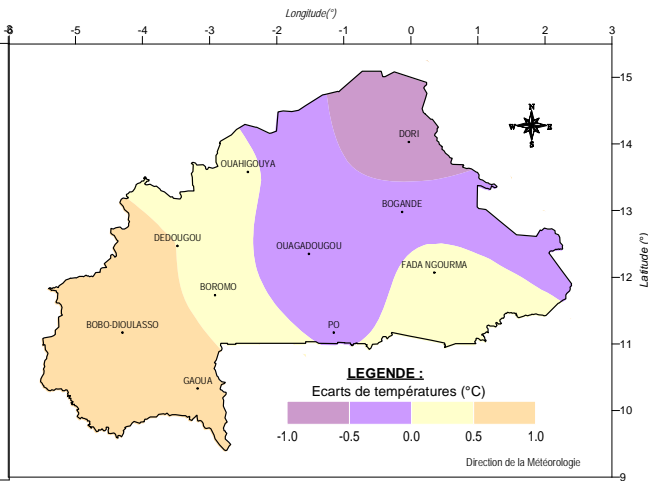 Longitude(°)
-5 -4 -3 -2 -1 0 1 2 3
N
W E
S
15
14
13
12
11
10
9
Latitude (°)
DORI
OUAHIGOUYA
BOGANDE
DEDOUGOU
OUAGADOUGOU
FADA NGOURMA
BOROMO
BOBO-DIOULASSO
PO
GAOUA
LEGENDE :
Ecarts de températures (°C)
-1.0 -0.5 0.0 0.5 1.0
Direction de la Météorologie